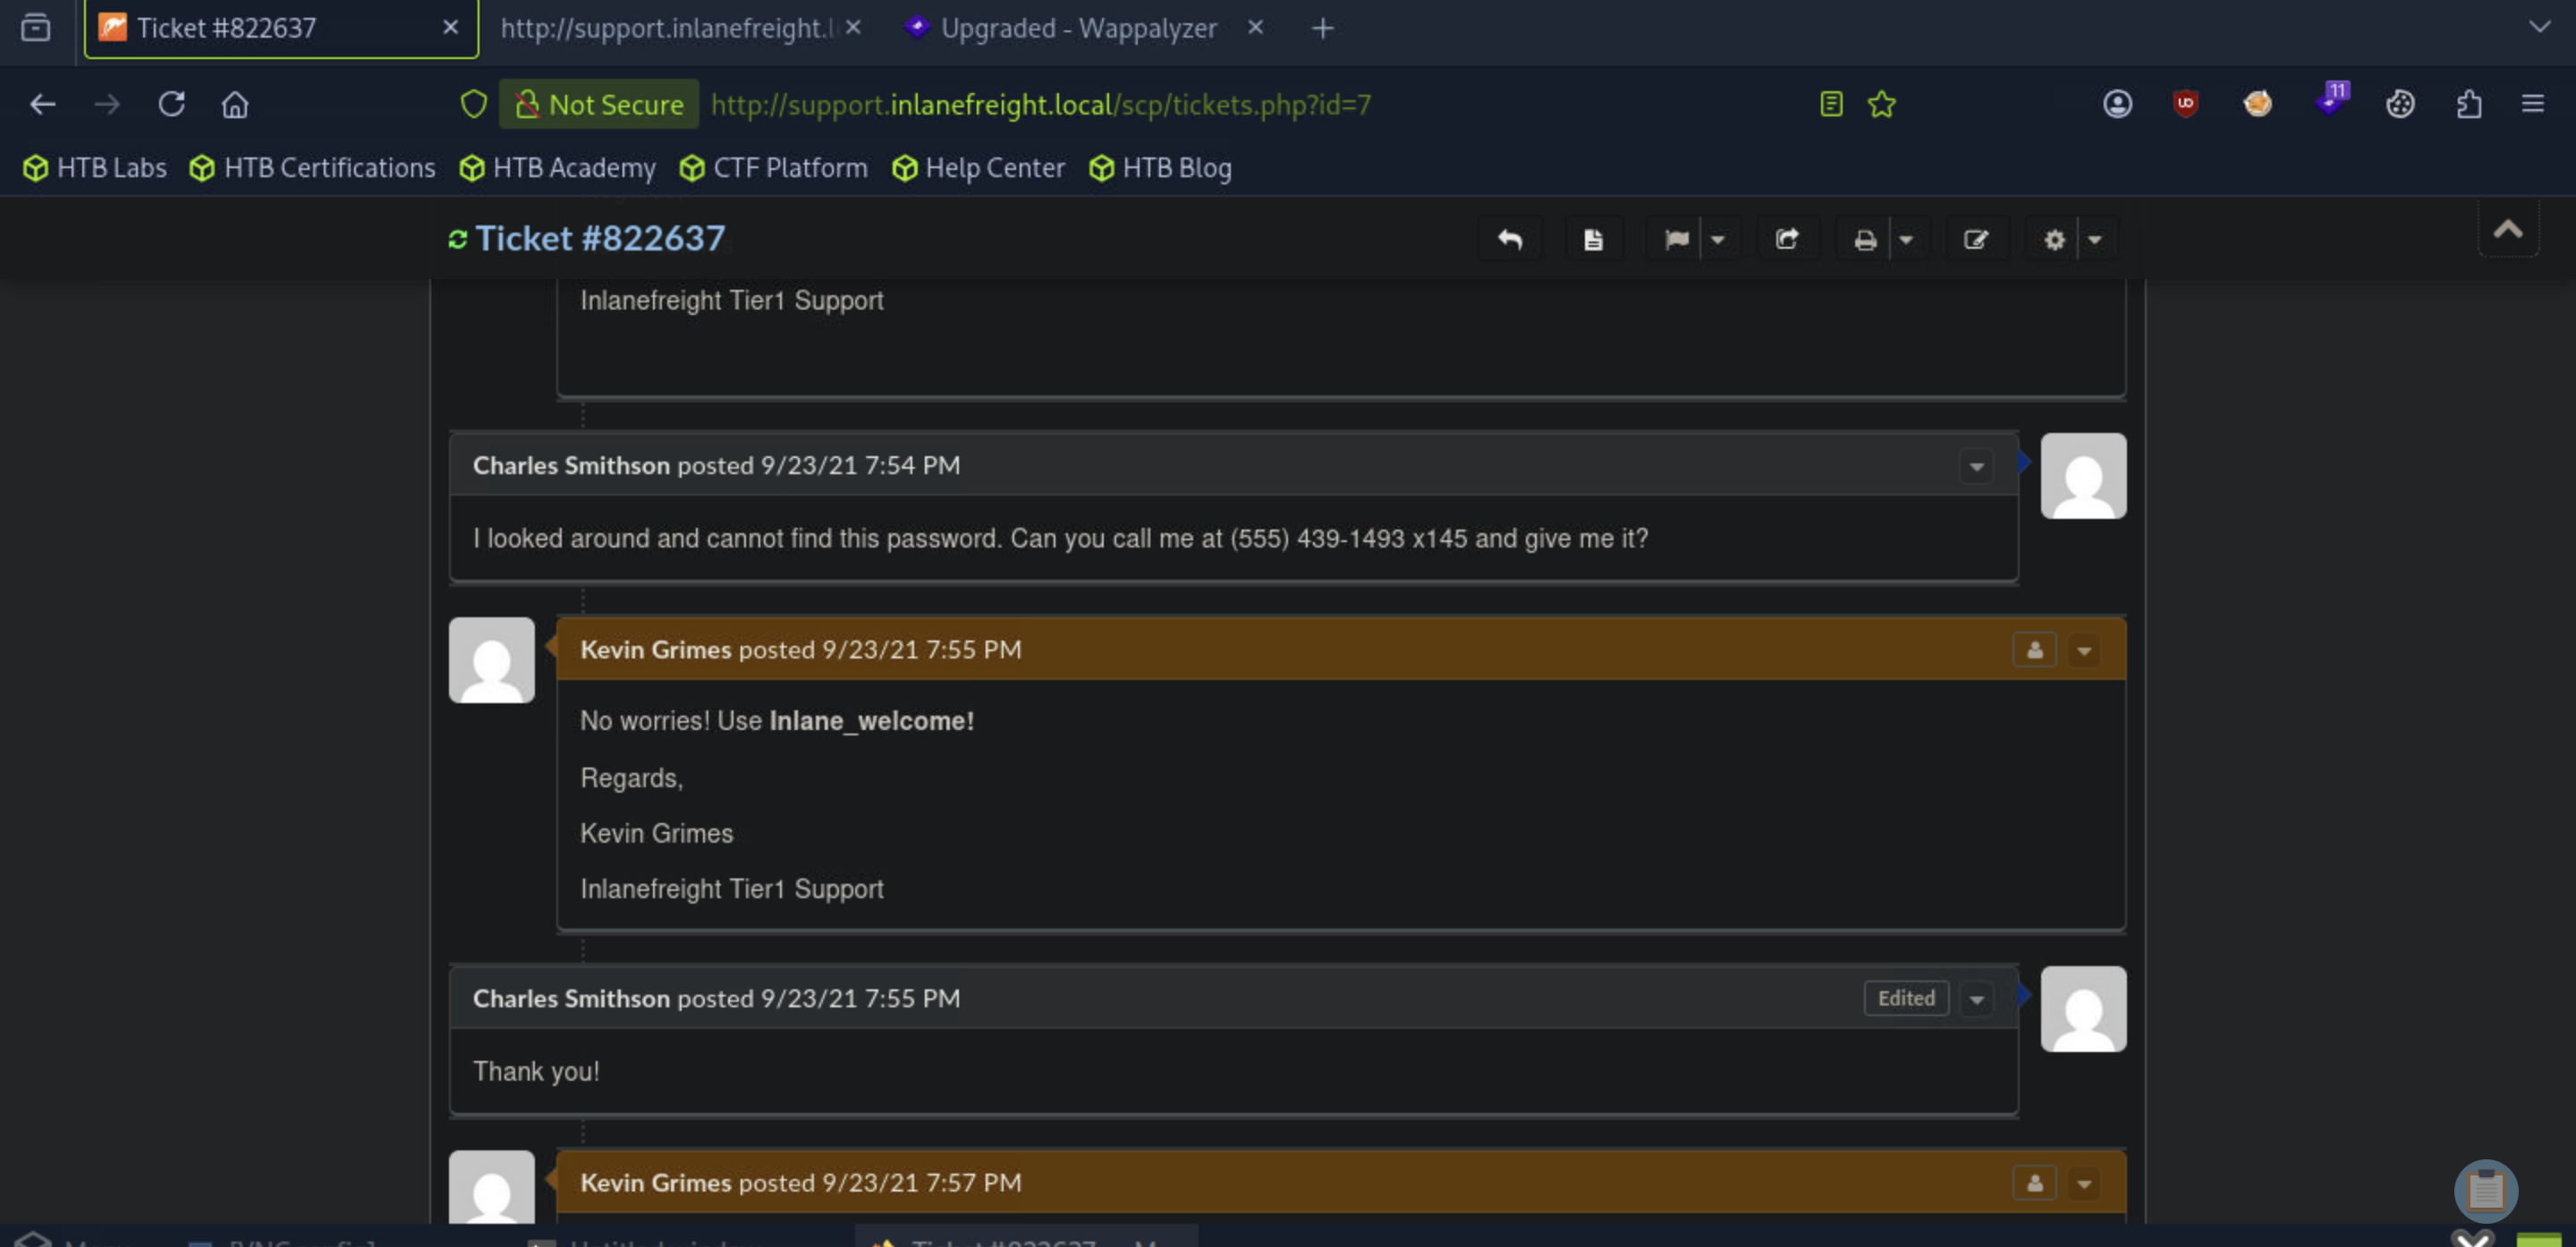 Ticket #822637
http://support.inlanefreight.l
Upgraded - Wappalyzer
Not Secure
http://support.inlanefreight.local/scp/tickets.php?id=7
11
HTB Labs
HTB Certifications
HTB Academy
CTF Platform
Help Center
HTB Blog
Ticket #822637
Inlanefreight Tier1 Support
Charles Smithson posted 9/23/21 7:54 PM
I looked around and cannot find this password. Can you call me at (555) 439-1493 x145 and give me it?
Kevin Grimes posted 9/23/21 7:55 PM
No worries! Use Inlane_welcome!
Regards,
Kevin Grimes
Inlanefreight Tier1 Support
Charles Smithson posted 9/23/21 7:55 PM
Edited
Thank you!
Kevin Grimes posted 9/23/21 7:57 PM